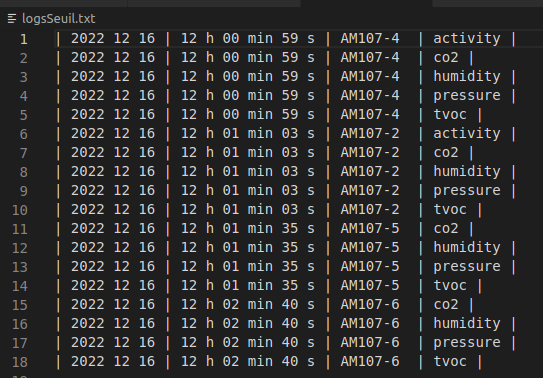 logsSeuil.txt
1 | 2022 12 16 | 12 h 00 min 59 s | AM107-4 | activity |
2 | 2022 12 16 | 12 h 00 min 59 s | AM107-4 | co2 |
3 | 2022 12 16 | 12 h 00 min 59 s | AM107-4 | humidity |
4 | 2022 12 16 | 12 h 00 min 59 s | AM107-4 | pressure |
5 | 2022 12 16 | 12 h 00 min 59 s | AM107-4 | tvoc |
6 | 2022 12 16 | 12 h 01 min 03 s | AM107-2 | activity |
7 | 2022 12 16 | 12 h 01 min 03 s | AM107-2 | co2 |
8 | 2022 12 16 | 12 h 01 min 03 s | AM107-2 | humidity |
9 | 2022 12 16 | 12 h 01 min 03 s | AM107-2 | pressure |
10 | 2022 12 16 | 12 h 01 min 03 s | AM107-2 | tvoc |
11 | 2022 12 16 | 12 h 01 min 35 s | AM107-5 | co2 |
12 | 2022 12 16 | 12 h 01 min 35 s | AM107-5 | humidity |
13 | 2022 12 16 | 12 h 01 min 35 s | AM107-5 | pressure |
14 | 2022 12 16 | 12 h 01 min 35 s | AM107-5 | tvoc |
15 | 2022 12 16 | 12 h 02 min 40 s | AM107-6 | co2 |
16 | 2022 12 16 | 12 h 02 min 40 s | AM107-6 | humidity |
17 | 2022 12 16 | 12 h 02 min 40 s | AM107-6 | pressure |
18 | 2022 12 16 | 12 h 02 min 40 s | AM107-6 | tvoc |